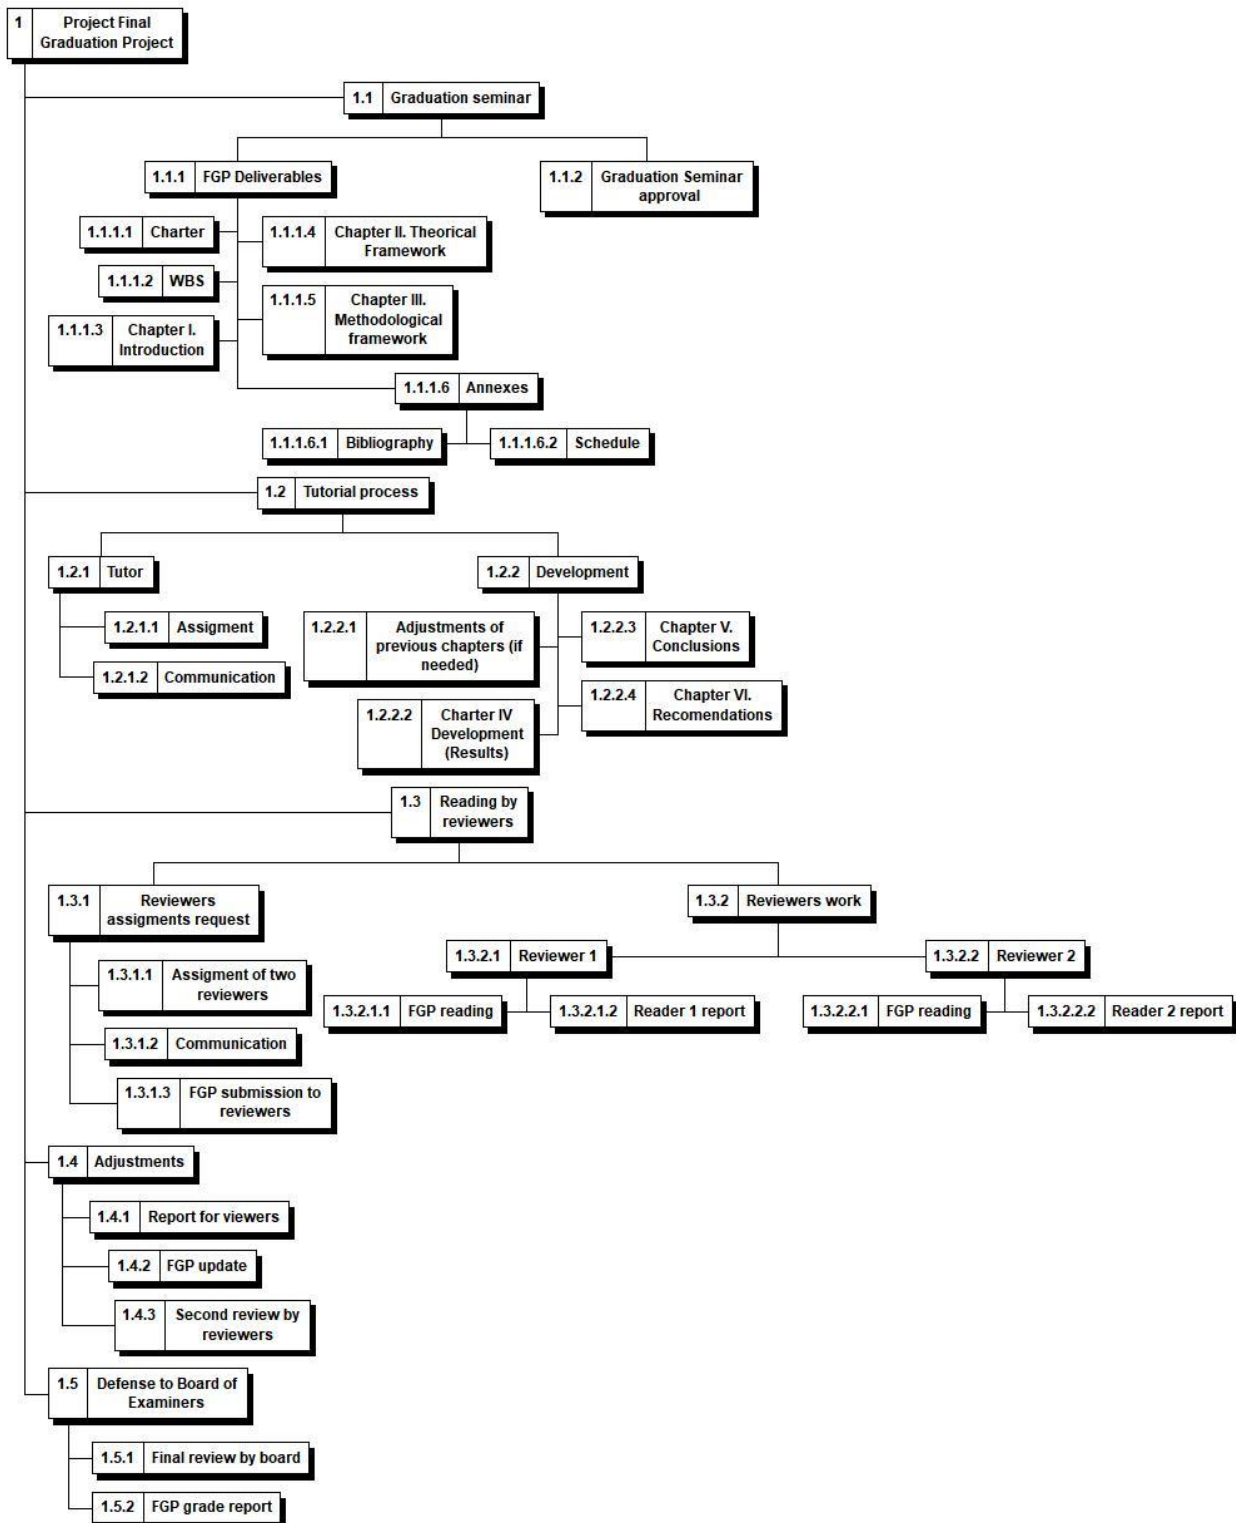 1 Project Final
Graduation Project
1.1 Graduation seminar
1.1.1 FGP Deliverables
1.1.2 Graduation Seminar
approval
1.1.1.1 Charter
1.1.1.2 WBS
1.1.1.3 Chapter I.
Introduction
1.1.1.4 Chapter II. Theorical
Framework
1.1.1.5 Chapter III.
Methodological
framework
1.1.1.6 Annexes
1.1.1.6.1 Bibliography
1.1.1.6.2 Schedule
1.2 Tutorial process
1.2.1 Tutor
1.2.1.1 Assigment
1.2.1.2 Communication
1.2.2 Development
1.2.2.1 Adjustments of
previous chapters (if
needed)
1.2.2.2 Charter IV
Development
(Results)
1.2.2.3 Chapter V.
Conclusions
1.2.2.4 Chapter VI.
Recomendations
1.3 Reading by
reviewers
1.3.1 Reviewers
assigments request
1.3.1.1 Assigment of two
reviewers
1.3.1.2 Communication
1.3.1.3 FGP submission to
reviewers
1.3.2 Reviewers work
1.3.2.1 Reviewer 1
1.3.2.1.1 FGP reading
1.3.2.1.2 Reader 1 report
1.3.2.2 Reviewer 2
1.3.2.2.1 FGP reading
1.3.2.2.2 Reader 2 report
1.4 Adjustments
1.4.1 Report for viewers
1.4.2 FGP update
1.4.3 Second review by
reviewers
1.5 Defense to Board of
Examiners
1.5.1 Final review by board
1.5.2 FGP grade report